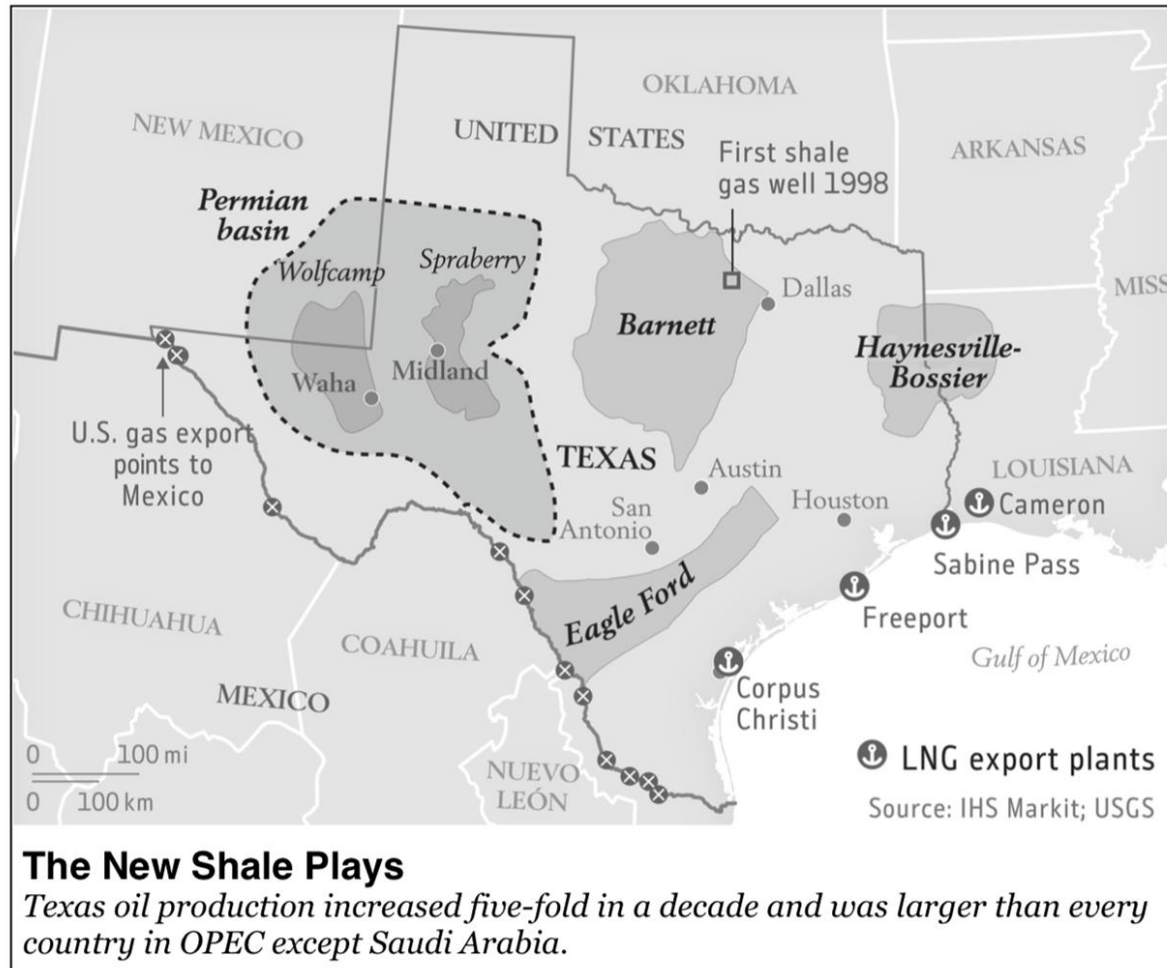 OKLAHOMA
NEW MEXICO
UNITED STATES
ARKANSAS
First shale
gas well 1998
Permian
basin
Wolfcamp
Spraberry
MISS
Dallas
Barnett
Haynesville-
Bossier
Waha
Midland
U.S. gas export
points to
Mexico
TEXAS
Austin
LOUISIANA
Houston
San
Antonio
Cameron
Sabine Pass
Eagle Ford
Freeport
CHIHUAHUA
COAHUILA
Gulf of Mexico
MEXICO
Corpus
Christi
0 100 mi
0 100 km
NUEVO
LEÓN
LNG export plants
Source: IHS Markit; USGS
The New Shale Plays
Texas oil production increased five-fold in a decade and was larger than every
country in OPEC except Saudi Arabia.